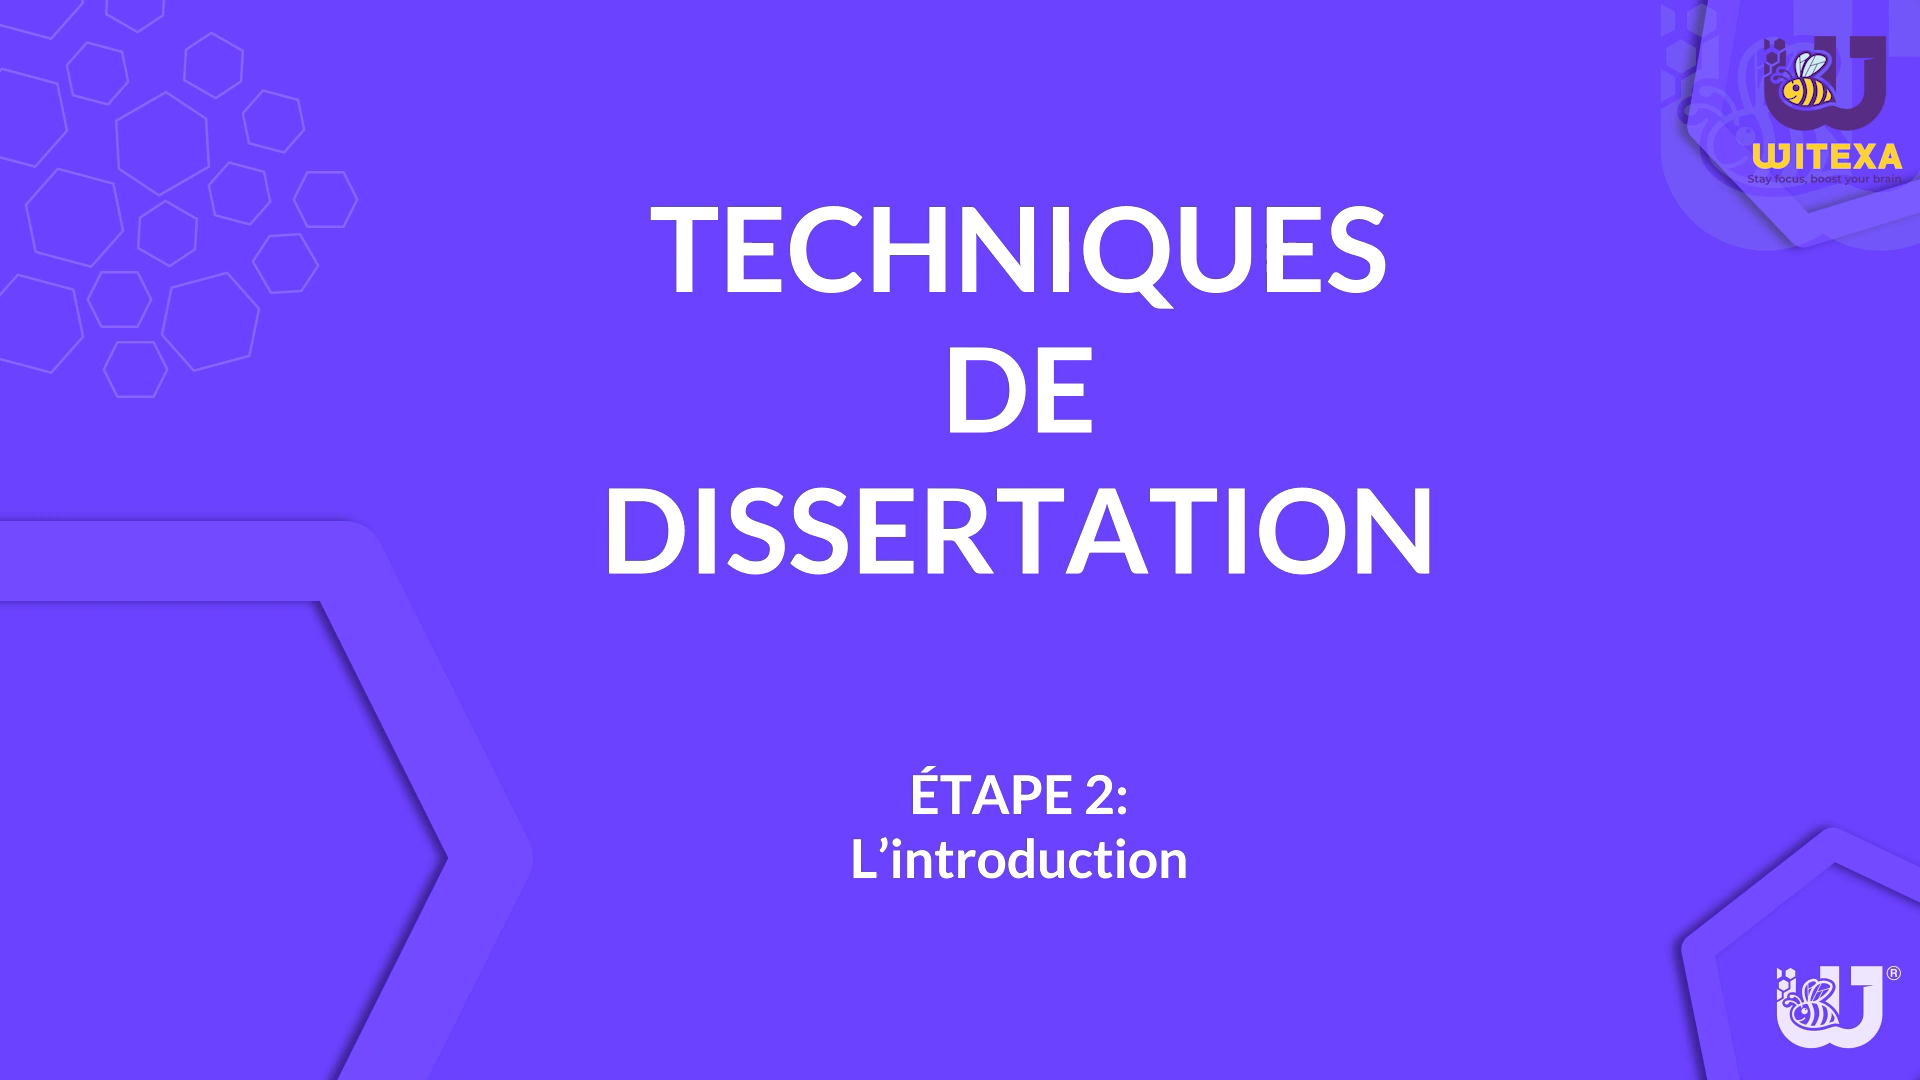 WITEXA
Stay focus, boost your brain
TECHNIQUES
DE
DISSERTATION
ÉTAPE 2:
L’introduction
®